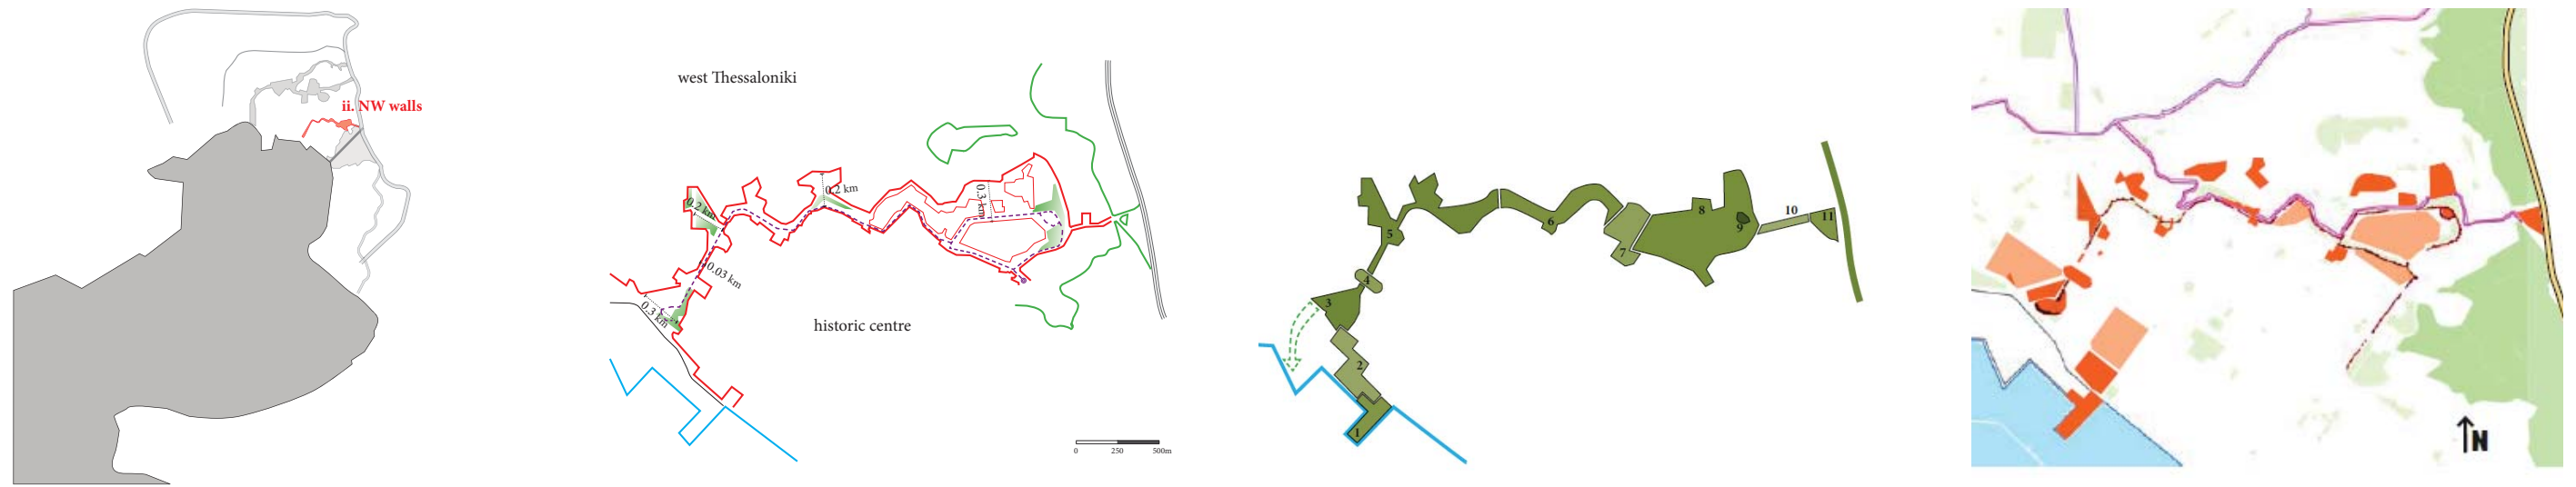 ii. NW walls
west Thessaloniki
0.2 km
0.2 km
0.3 km
0.03 km
0.3 km
historic centre
0 250 500m
1
2
3
4
5
6
7
8
9
10
11
N